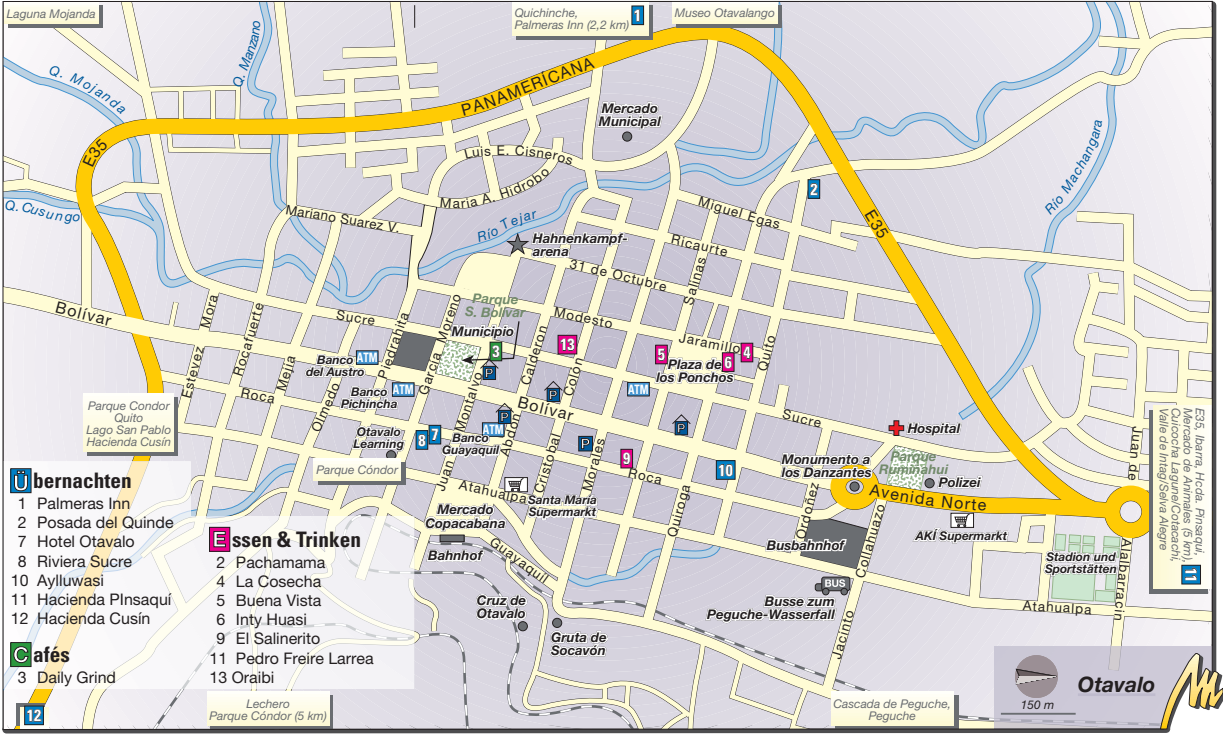 Laguna Mojanda
Quichinche,
Palmeras Inn (2,2 km)
1
Museo Otavalango
Q. Mojanda
Q. Manzano
PANAMERICANA
E35
Mercado
Municipal
Luis E. Cisneros
Maria A. Hidrobo
Q. Cusungo
Mariano Suarez V.
Río Tejar
Hahnenkampf-
arena
Miguel Egas
2
E35
Río Machangara
Ricaurte
31 de Octubre
Salinas
Bolívar
Mora
Estevez
Rocafuerte
Mejia
Sucre
Olmedo
Piedrahita
Garcia Moreno
Parque
S. Bolívar
Municipio
3
Modesto
Jaramillo
13
5
6
4
Plaza de
los Ponchos
Quito
Calderon
Abdón
Colón
Cristobal
Montalvo
Juan
Banco
del Austro
ATM
Banco
Pichincha
ATM
P
P
P
P
P
ATM
ATM
Roca
Bolívar
Otavalo
Learning
8
7
Banco
Guayaquil
Morales
9
Roca
10
Sucre
Quiroga
Hospital
Monumento a
los Danzantes
Parque
Ruminahui
Polizei
Avenida Norte
Parque Condor
Quito
Lago San Pablo
Hacienda Cusín
Parque Cóndor
Atahualpa
Santa María
Supermarkt
Mercado
Copacabana
Bahnhof
Guayaquil
Ordoñez
Collahuazo
Jacinto
Busbahnhof
AKÍ Supermarkt
Stadion und
Sportstätten
Juan de
Alalbarracin
Atahualpa
BUS
Busse zum
Peguche-Wasserfall
Cruz de
Otavalo
Gruta de
Socavón
E35, Ibarra, Hcda. Pinsaquí,
Mercado de Animales (5 km),
Cuicocha Lagune/Cotacachi,
Valle de Intag/Selva Alegre
11
Übernachten
1 Palmeras Inn
2 Posada del Quinde
7 Hotel Otavalo
8 Riviera Sucre
10 Aylluwasi
11 Hacienda PInsaquí
12 Hacienda Cusín
Cafés
3 Daily Grind
Essen & Trinken
2 Pachamama
4 La Cosecha
5 Buena Vista
6 Inty Huasi
9 El Salinerito
11 Pedro Freire Larrea
13 Oraibi
12
Lechero
Parque Cóndor (5 km)
Cascada de Peguche,
Peguche
150 m
Otavalo